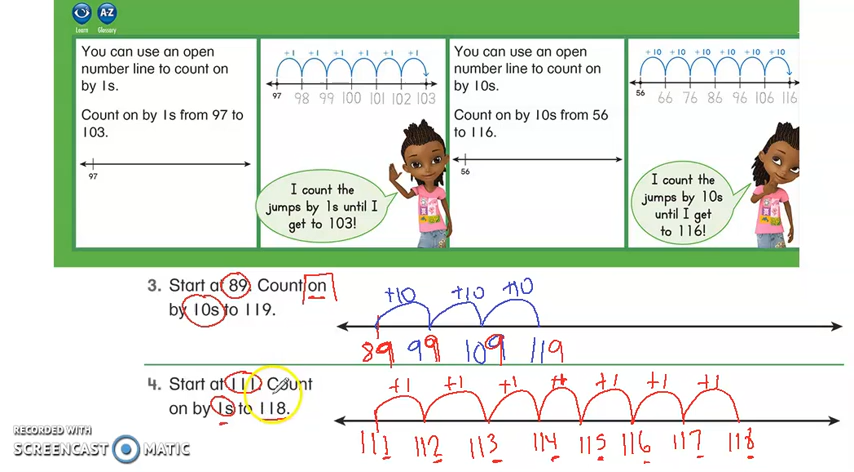 Learn
Glossary
You can use an open
number line to count on
by 1s.
Count on by 1s from 97 to
103.
97
+1 +1 +1 +1 +1 +1
97 98 99 100 101 102 103
I count the
jumps by 1s until I
get to 103!
You can use an open
number line to count on
by 10s.
Count on by 10s from 56
to 116.
56
+10 +10 +10 +10 +10 +10
56 66 76 86 96 106 116
I count the
jumps by 10s
until I get
to 116!
3. Start at 89. Count on
by 10s to 119.
+10 +10 +10
89 99 109 119
4. Start at 111. Count
on by 1s to 118.
+1 +1 +1 +1 +1 +1 +1
111 112 113 114 115 116 117 118
RECORDED WITH
SCREENCAST MATIC